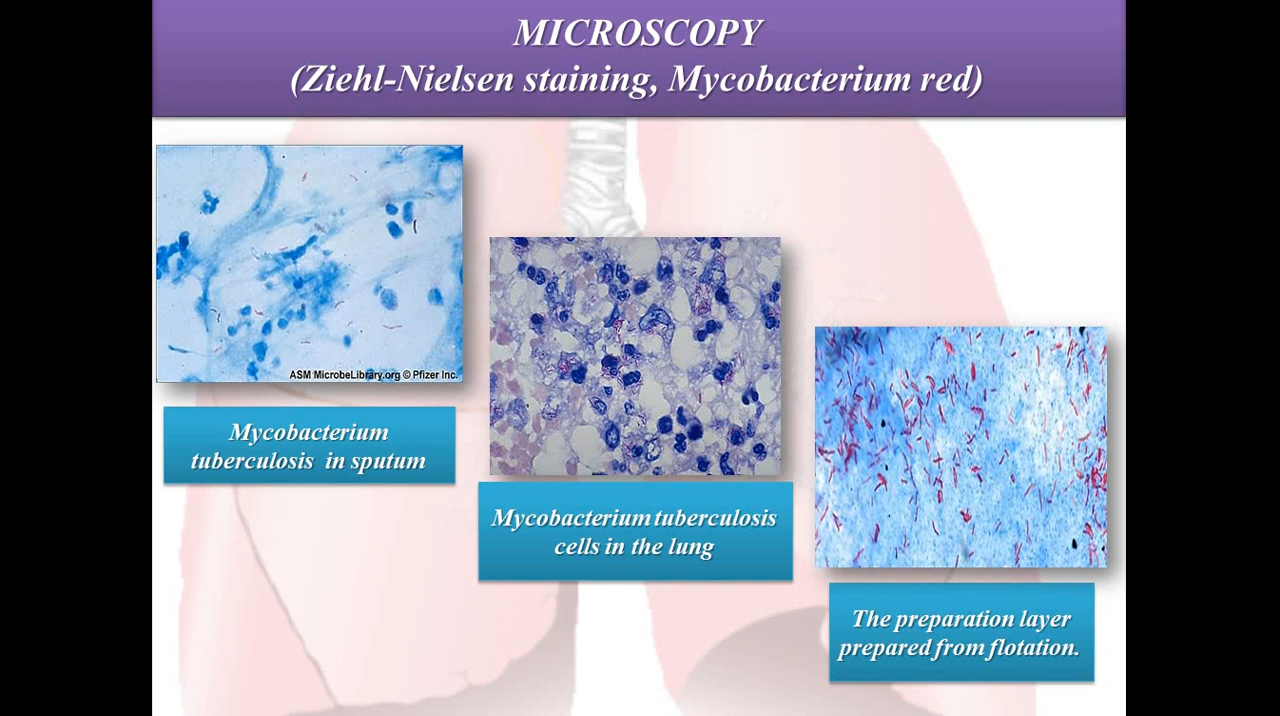 MICROSCOPY
(Ziehl-Nielsen staining, Mycobacterium red)
ASM MicrobeLibrary.org © Pfizer Inc.
Mycobacterium
tuberculosis in sputum
Mycobacterium tuberculosis
cells in the lung
The preparation layer
prepared from flotation.